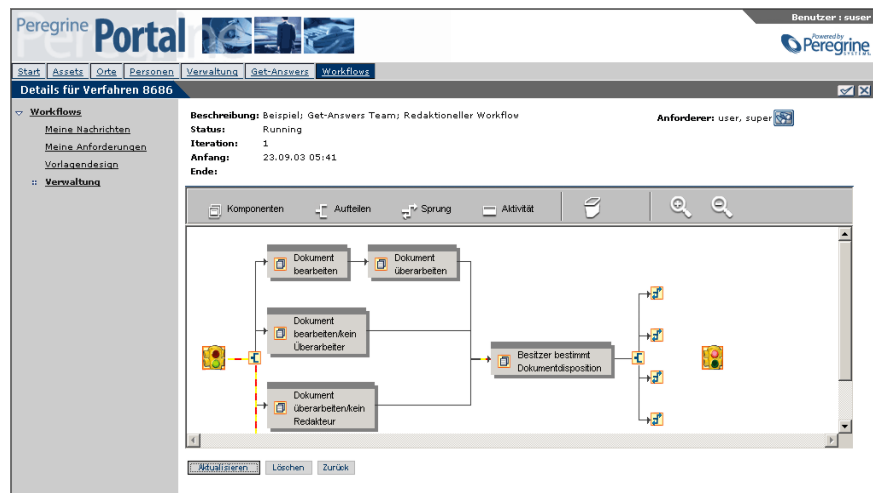 Benutzer : suser
Peregrine Portal
Powered by
Peregrine
SYSTEMS
Start Assets Orte Personen Verwaltung Get-Answers Workflows
Details für Verfahren 8686
Workflows
Meine Nachrichten
Meine Anforderungen
Vorlagendesign
Verwaltung
Beschreibung: Beispiel; Get-Answers Team; Redaktioneller Workflow
Anforderer: user, super
Status: Running
Iteration: 1
Anfang: 23.09.03 05:41
Ende:
Komponenten Aufteilen Sprung Aktivität
Dokument
bearbeiten
Dokument
überarbeiten
Dokument
bearbeiten/kein
Überarbeiter
Besitzer bestimmt
Dokumentdisposition
Dokument
überarbeiten/kein
Redakteur
Aktualisieren Löschen Zurück